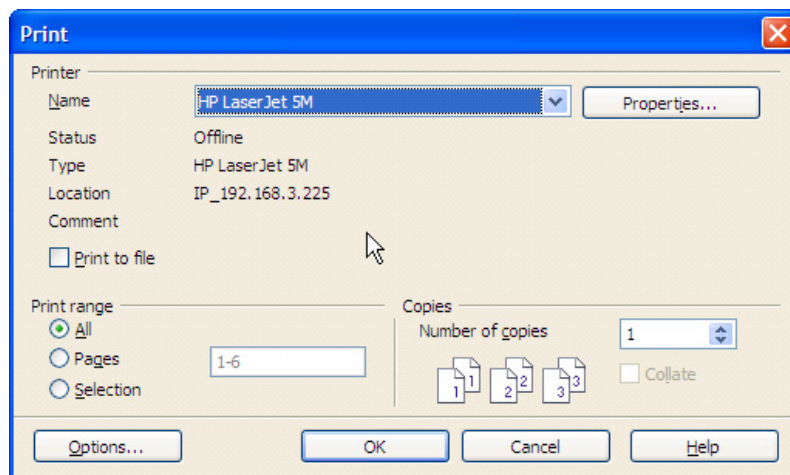 Print
Printer
Name HP LaserJet 5M Properties...
Status Offline
Type HP LaserJet 5M
Location IP_192.168.3.225
Comment
Print to file
Print range Copies
All Number of copies 1
Pages 1-6
1 1 2 2 3 3 Collate
Selection
Options... OK Cancel Help